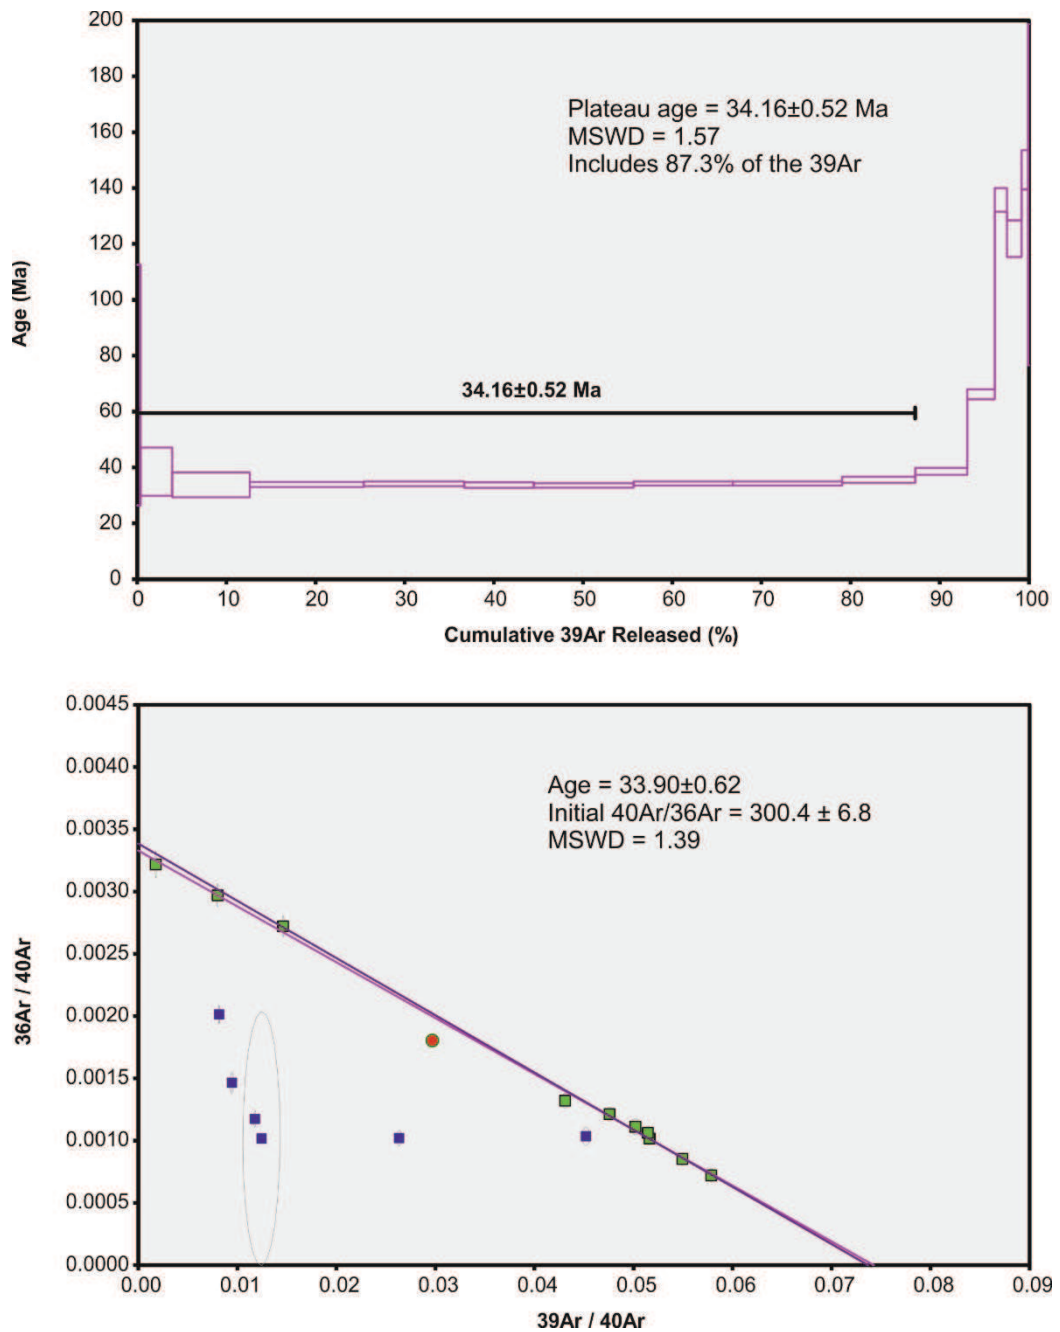 200
180
160
140
120
100
80
60
40
20
0
Age (Ma)
Plateau age = 34.16±0.52 Ma
MSWD = 1.57
Includes 87.3% of the 39Ar
34.16±0.52 Ma
0 10 20 30 40 50 60 70 80 90 100
Cumulative 39Ar Released (%)
0.0045
0.0040
0.0035
0.0030
0.0025
0.0020
0.0015
0.0010
0.0005
0.0000
36Ar / 40Ar
Age = 33.90±0.62
Initial 40Ar/36Ar = 300.4 ± 6.8
MSWD = 1.39
0.00 0.01 0.02 0.03 0.04 0.05 0.06 0.07 0.08 0.09
39Ar / 40Ar